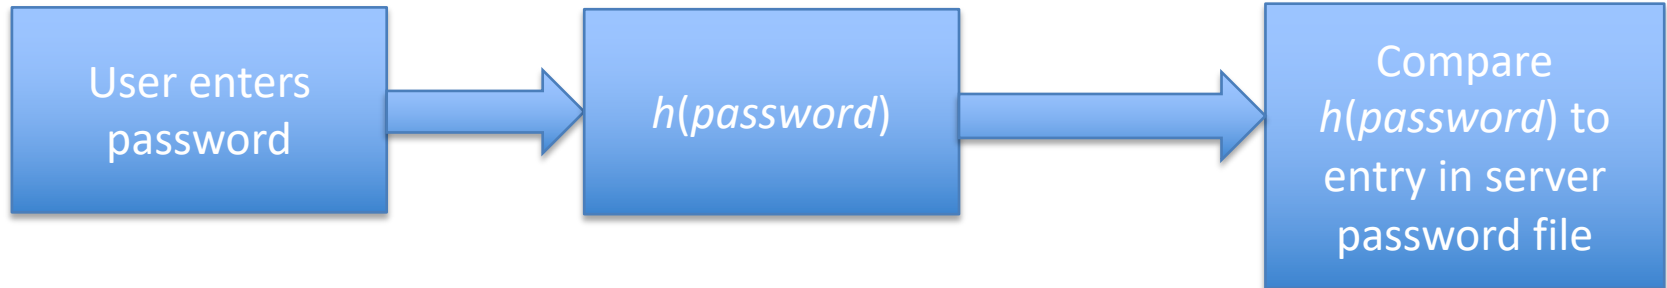 User enters
password
h(password)
Compare
h(password) to
entry in server
password file